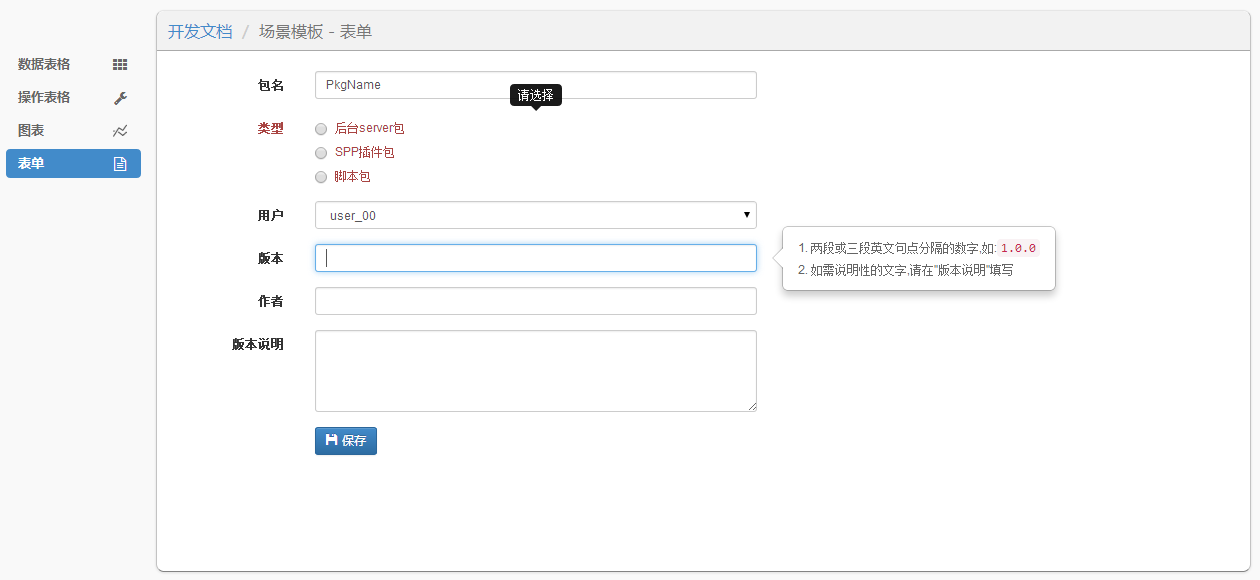 开发文档 / 场景模板 - 表单
数据表格
操作表格
图表
表单
包名 PkgName
请选择
类型 后台server包
SPP插件包
脚本包
用户 user_00
版本
1. 两段或三段英文句点分隔的数字,如: 1.0.0
2. 如需说明性的文字,请在"版本说明"填写
作者
版本说明
保存